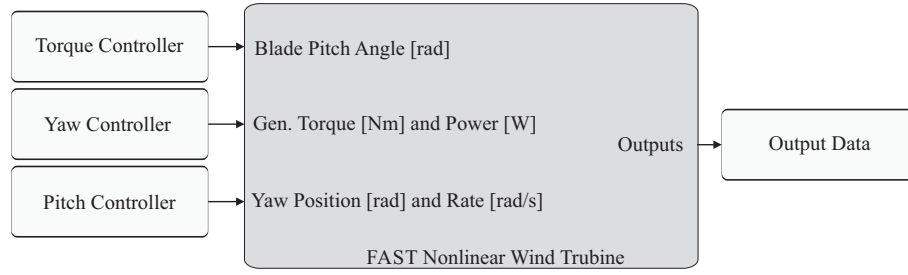 Torque Controller
Blade Pitch Angle [rad]
Yaw Controller
Gen. Torque [Nm] and Power [W]
Outputs
Output Data
Pitch Controller
Yaw Position [rad] and Rate [rad/s]
FAST Nonlinear Wind Trubine